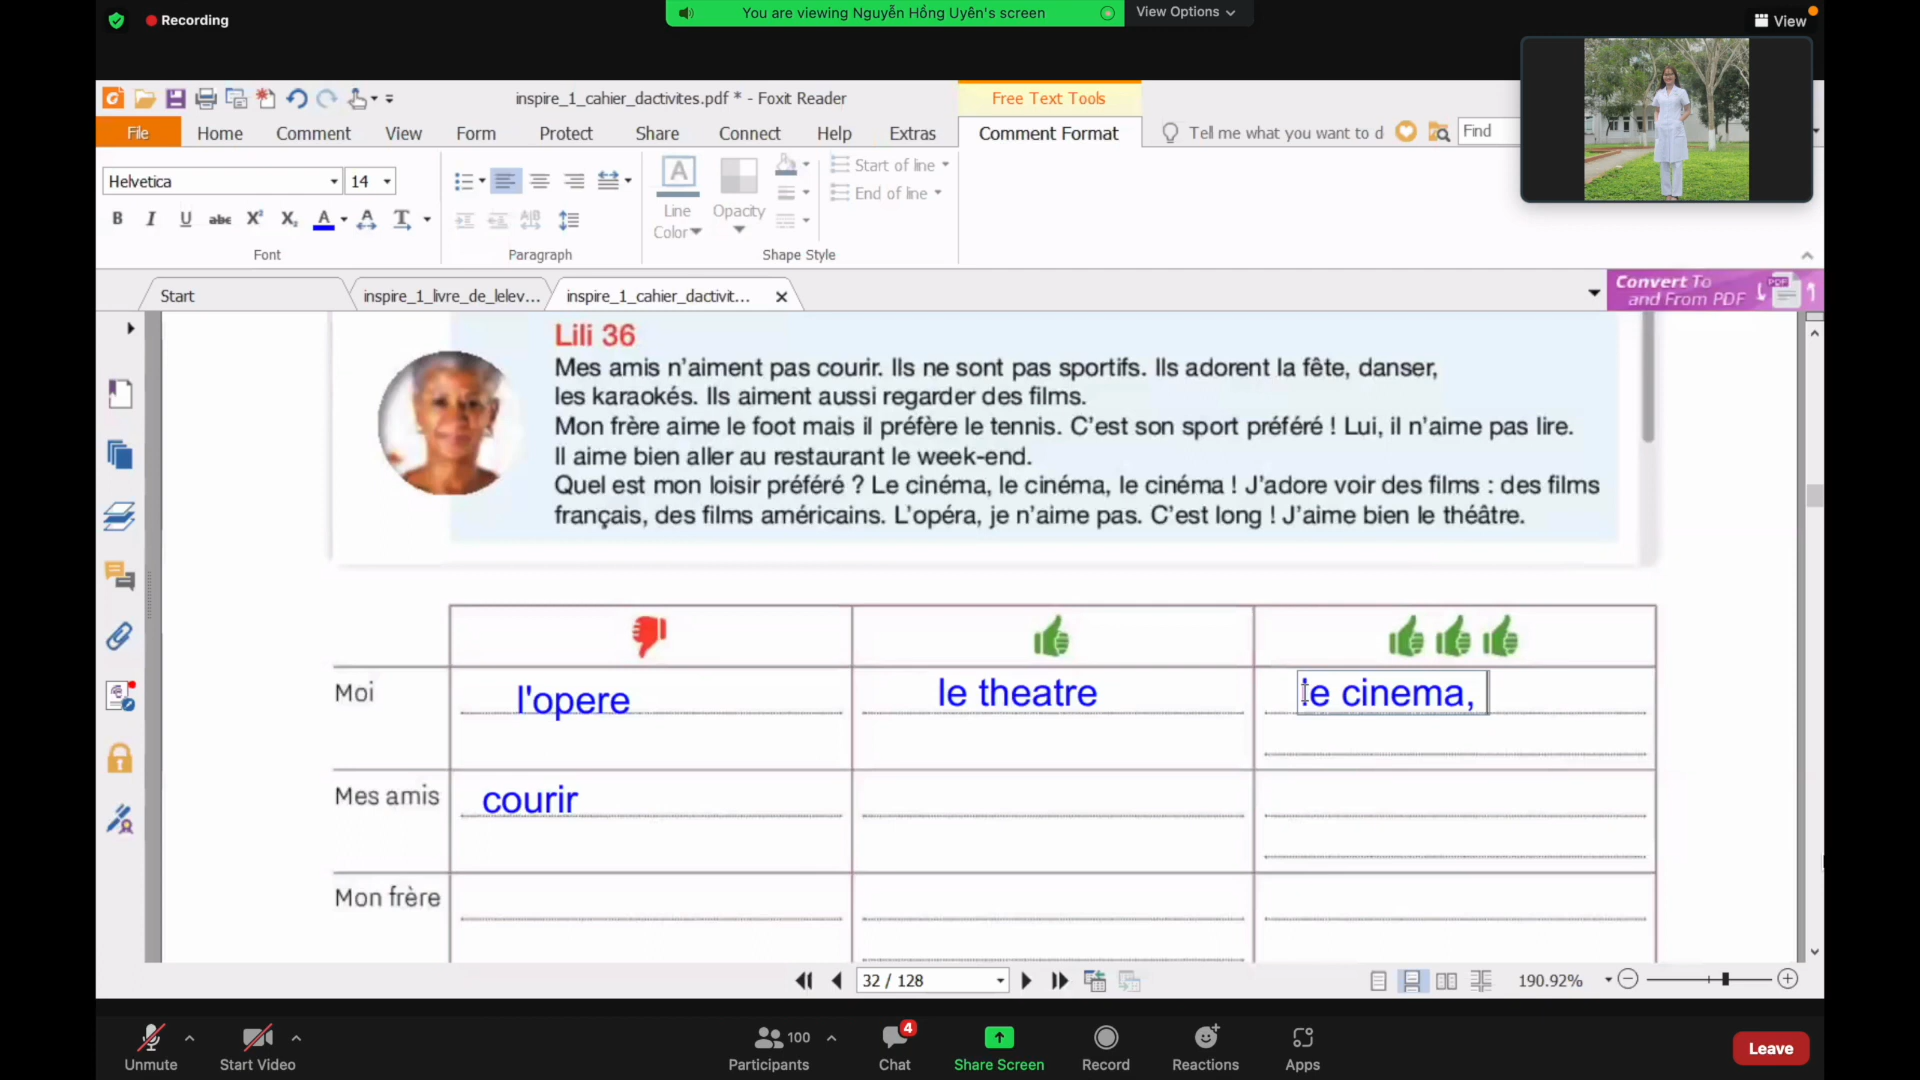 Recording
You are viewing Nguyễn Hồng Uyên's screen
View Options
View
inspire_1_cahier_dactivites.pdf * - Foxit Reader
Free Text Tools
File
Home
Comment
View
Form
Protect
Share
Connect
Help
Extras
Comment Format
Tell me what you want to d
Find
Helvetica
14
Start of line
End of line
B I U abc X² X₂ A A T
Line
Color
Opacity
Font
Paragraph
Shape Style
Start
inspire_1_livre_de_lelev...
inspire_1_cahier_dactivit...
Convert To
and From PDF
PDF
Lili 36
Mes amis n'aiment pas courir. Ils ne sont pas sportifs. Ils adorent la fête, danser,
les karaokés. Ils aiment aussi regarder des films.
Mon frère aime le foot mais il préfère le tennis. C'est son sport préféré ! Lui, il n'aime pas lire.
Il aime bien aller au restaurant le week-end.
Quel est mon loisir préféré ? Le cinéma, le cinéma, le cinéma ! J'adore voir des films : des films
français, des films américains. L'opéra, je n'aime pas. C'est long ! J'aime bien le théâtre.
Moi
l'opere
le theatre
le cinema,
Mes amis
courir
Mon frère
32 / 128
190.92%
Unmute
Start Video
100
Participants
4
Chat
Share Screen
Record
Reactions
Apps
Leave